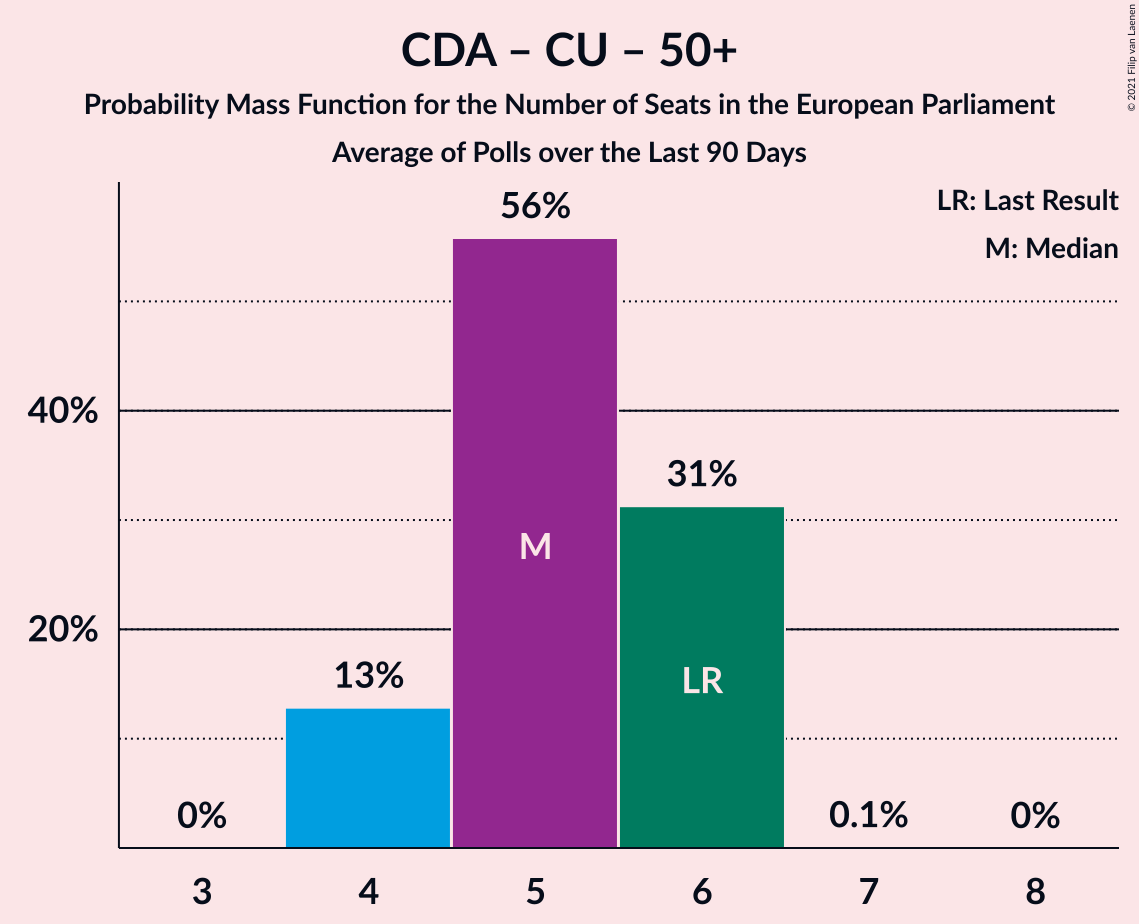 CDA – CU – 50+
Probability Mass Function for the Number of Seats in the European Parliament
Average of Polls over the Last 90 Days
© 2021 Filip van Laenen
LR: Last Result
M: Median
56%
40%
31%
M
20%
13%
LR
0%
0.1%
0%
3 4 5 6 7 8